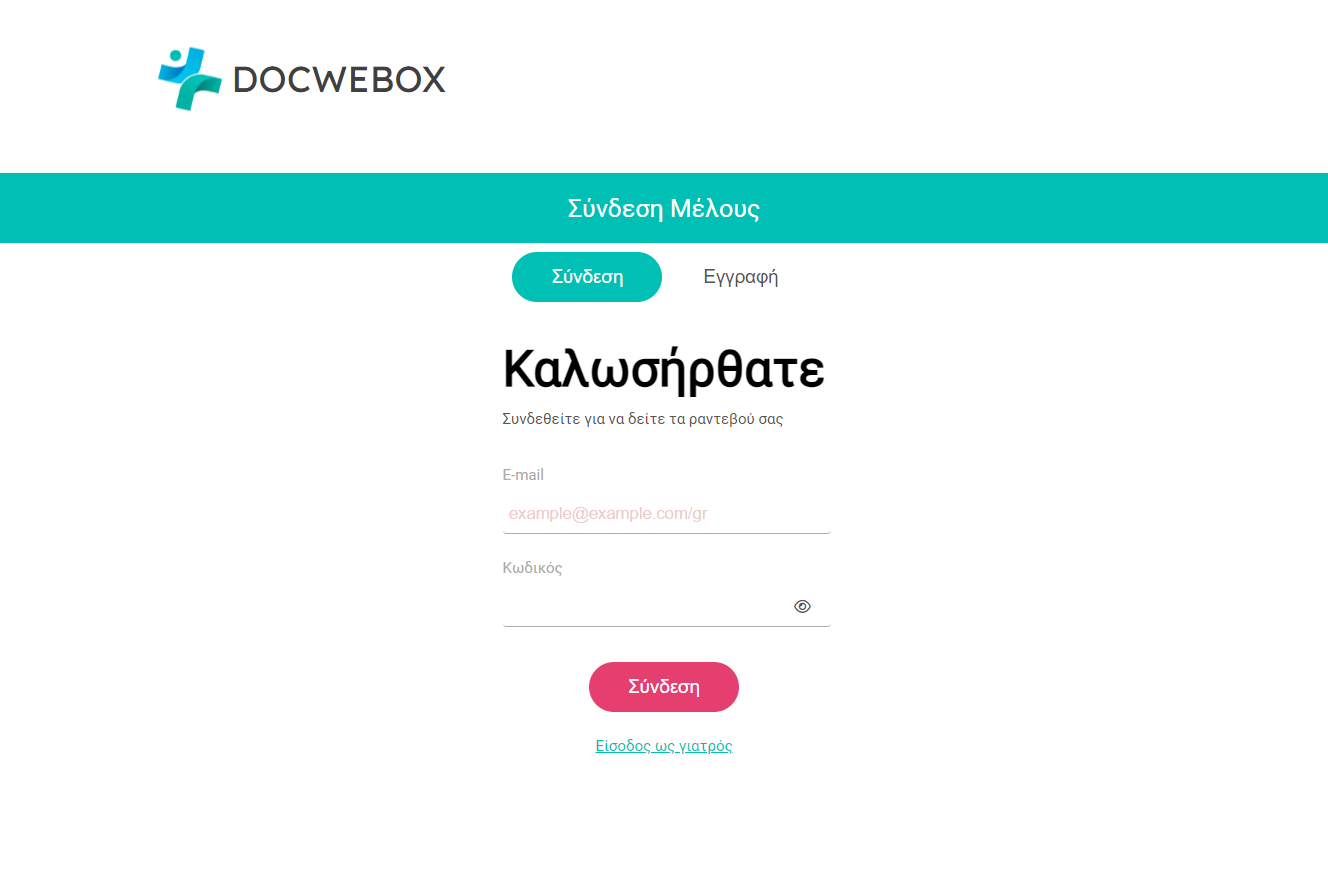 DOCWEBOX
Σύνδεση Μέλους
Σύνδεση Εγγραφή
Καλωσήρθατε
Συνδεθείτε για να δείτε τα ραντεβού σας
E-mail
example@example.com/gr
Κωδικός
Σύνδεση
Είσοδος ως γιατρός